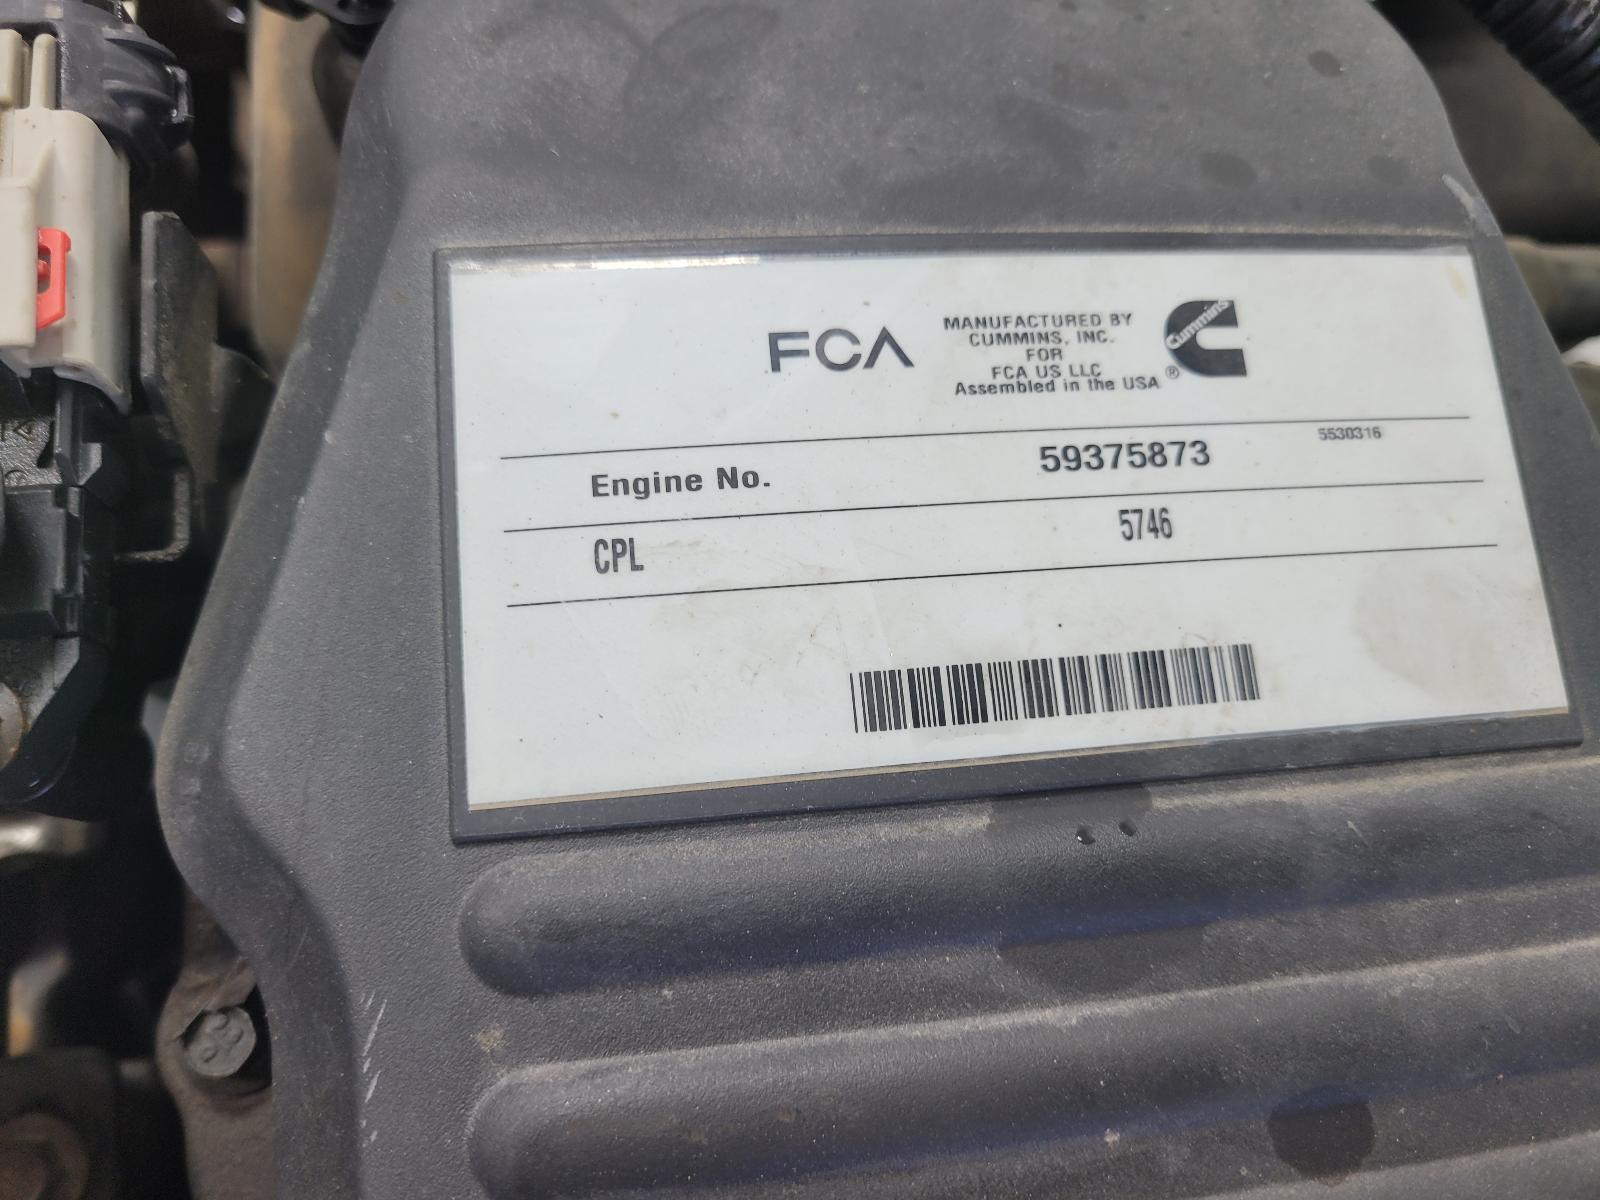 FCA
MANUFACTURED BY
CUMMINS, INC.
FOR
FCA US LLC
Assembled in the USA
Cummins
®
Engine No. 59375873 5530316
CPL 5746